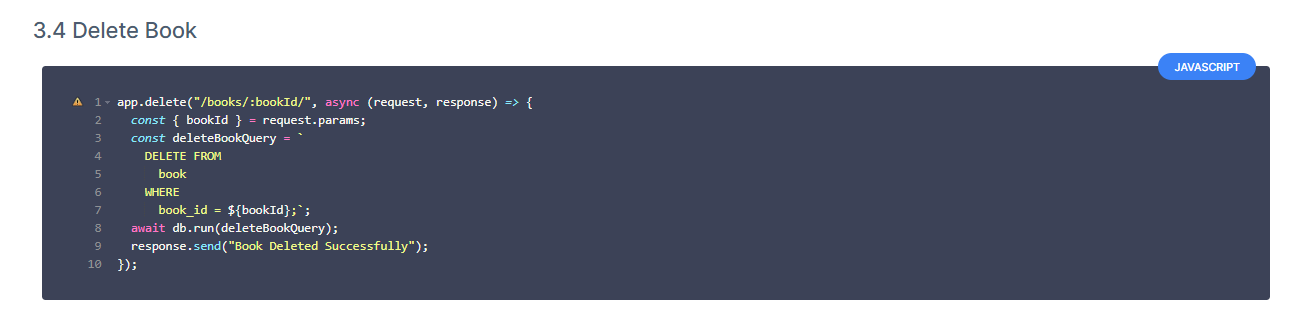 3.4 Delete Book
JAVASCRIPT
1 app.delete("/books/:bookId/", async (request, response) => {
2   const { bookId } = request.params;
3   const deleteBookQuery = `
4     DELETE FROM
5       book
6     WHERE
7       book_id = ${bookId};`;
8   await db.run(deleteBookQuery);
9   response.send("Book Deleted Successfully");
10 });